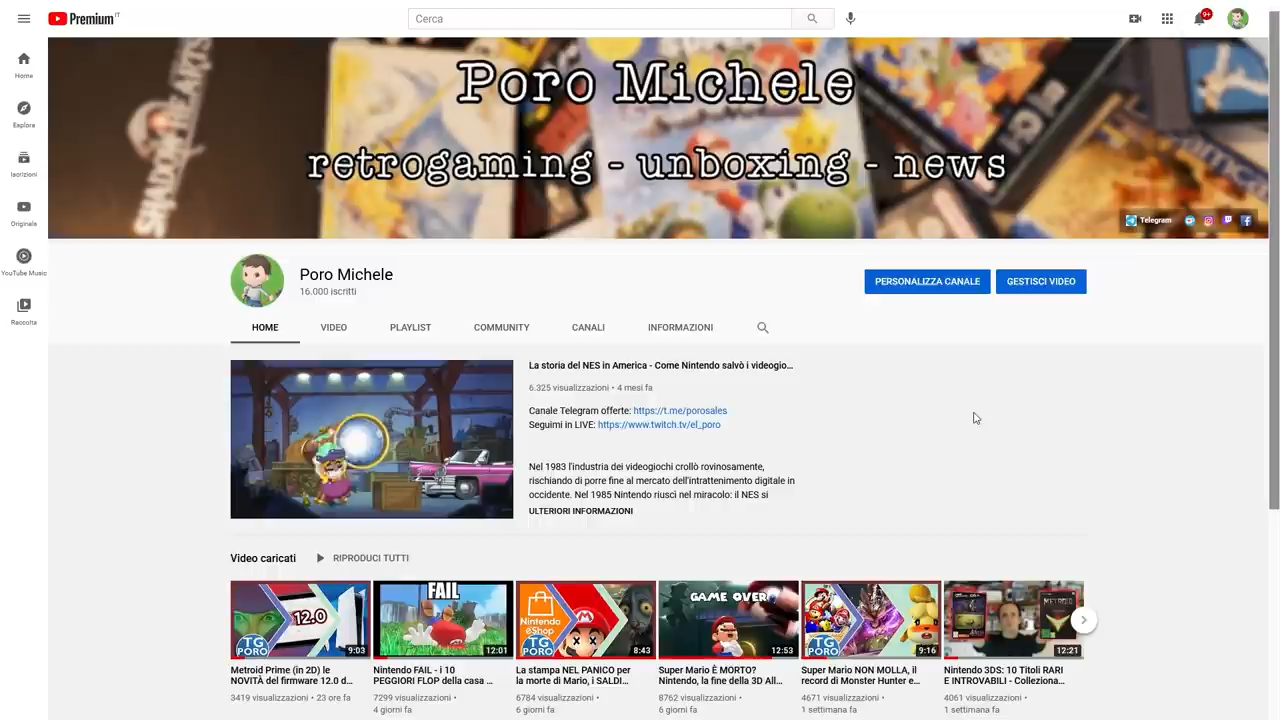 Premium IT
Cerca
9+
Home
Esplora
Iscrizioni
Originals
YouTube Music
Raccolta
Poro Michele
retrogaming - unboxing - news
SHADOW HEARTS
Telegram
Poro Michele
16.000 iscritti
PERSONALIZZA CANALE
GESTISCI VIDEO
HOME
VIDEO
PLAYLIST
COMMUNITY
CANALI
INFORMAZIONI
La storia del NES in America - Come Nintendo salvò i videogio...
6.325 visualizzazioni • 4 mesi fa
Canale Telegram offerte: https://t.me/porosales
Seguimi in LIVE: https://www.twitch.tv/el_poro
Nel 1983 l'industria dei videogiochi crollò rovinosamente,
rischiando di porre fine al mercato dell'intrattenimento digitale in
occidente. Nel 1985 Nintendo riuscì nel miracolo: il NES si
ULTERIORI INFORMAZIONI
Video caricati
RIPRODUCI TUTTI
12.0
TG
PORO
9:03
FAIL
12:01
Nintendo
eShop
TG
PORO
8:43
GAME OVER
12:53
TG
PORO
9:16
METROID
12:21
Metroid Prime (in 2D) le
NOVITÀ del firmware 12.0 d...
3419 visualizzazioni • 23 ore fa
Nintendo FAIL - i 10
PEGGIORI FLOP della casa ...
7299 visualizzazioni •
4 giorni fa
La stampa NEL PANICO per
la morte di Mario, i SALDI...
6784 visualizzazioni •
6 giorni fa
Super Mario È MORTO?
Nintendo, la fine della 3D All...
8762 visualizzazioni •
6 giorni fa
Super Mario NON MOLLA, il
record di Monster Hunter e...
4671 visualizzazioni •
1 settimana fa
Nintendo 3DS: 10 Titoli RARI
E INTROVABILI - Colleziona...
4061 visualizzazioni •
1 settimana fa